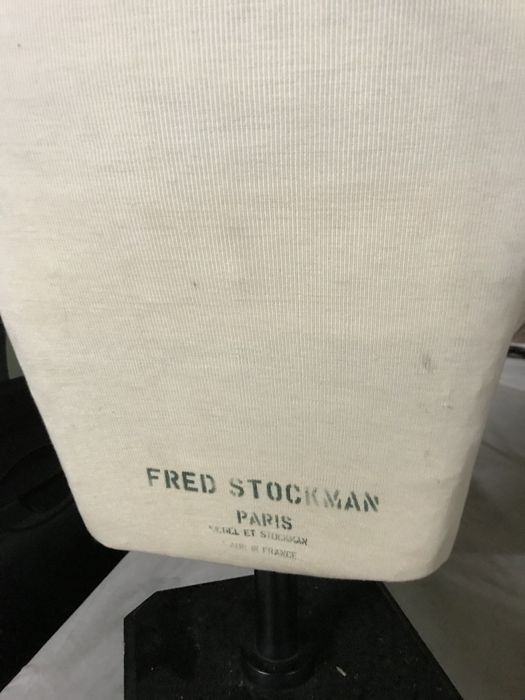 FRED STOCKMAN
PARIS
ET STOCKMAN
IN FRANCE